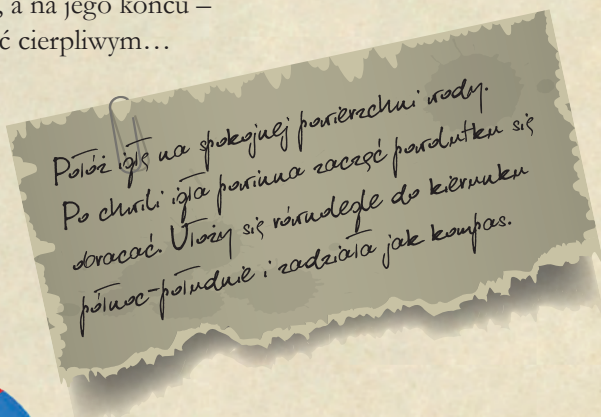 , a na jego końcu –
ć cierpliwym…
Połóż igłę na spokojnej powierzchni wody.
Po chwili igła powinna zacząć powolutku się
obracać. Ułoży się równolegle do kierunku
północ-południe i zadziała jak kompas.